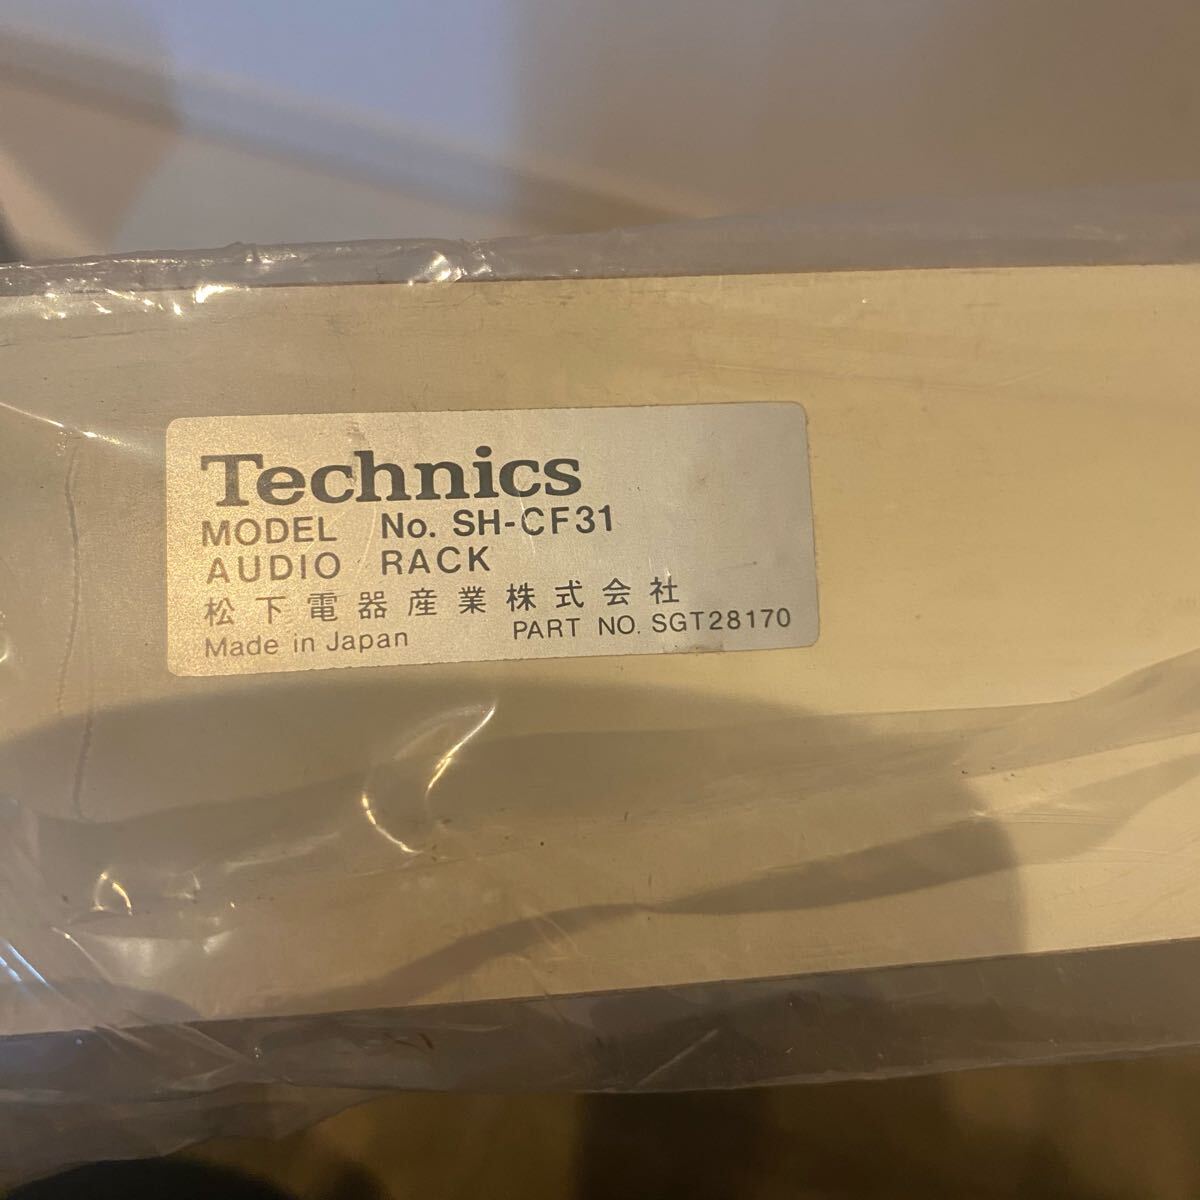 Technics
MODEL No. SH-CF31
AUDIO RACK
松下電器産業株式会社
Made in Japan PART NO. SGT28170